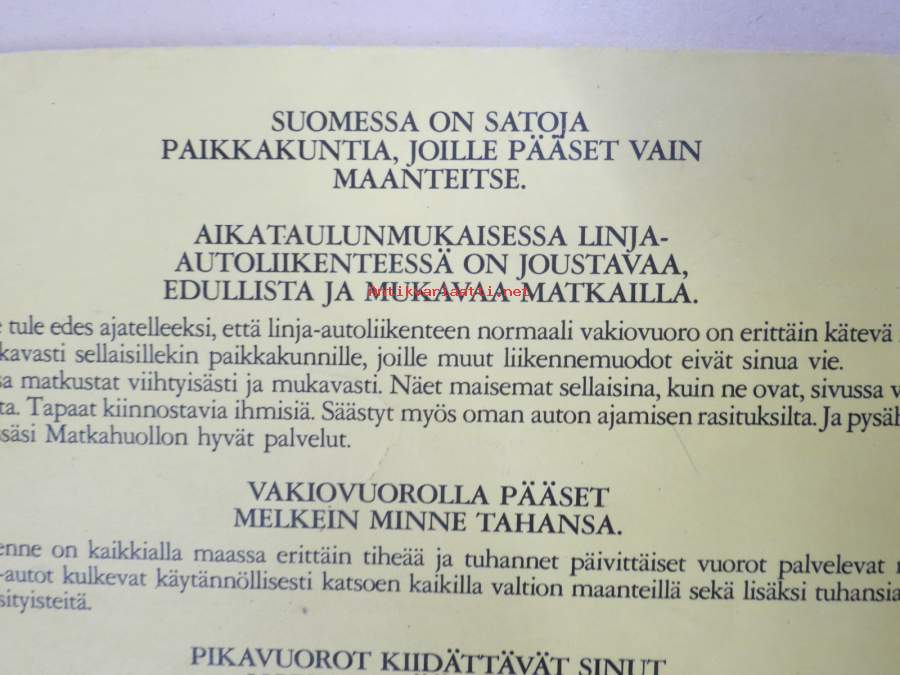 SUOMESSA ON SATOJA
PAIKKAKUNTIA, JOILLE PÄÄSET VAIN
MAANTEITSE.
AIKATAULUNMUKAISESSA LINJA-
AUTOLIIKENTEESSÄ ON JOUSTAVAA,
EDULLISTA JA MUKAVAA MATKAILLA.
tule edes ajatelleeksi, että linja-autoliikenteen normaali vakiovuoro on erittäin kätevä
kavasti sellaisillekin paikkakunnille, joille muut liikennemuodot eivät sinua vie.
sa matkustat viihtyisästi ja mukavasti. Näet maisemat sellaisina, kuin ne ovat, sivussa v
ta. Tapaat kiinnostavia ihmisiä. Säästyt myös oman auton ajamisen rasituksilta. Ja pysäh
ssäsi Matkahuollon hyvät palvelut.
VAKIOVUOROLLA PÄÄSET
MELKEIN MINNE TAHANSA.
enne on kaikkialla maassa erittäin tiheää ja tuhannet päivittäiset vuorot palvelevat
-autot kulkevat käytännöllisesti katsoen kaikilla valtion maanteillä sekä lisäksi tuhansia
sityisteitä.
PIKAVUOROT KIIDÄTTÄVÄT SINUT